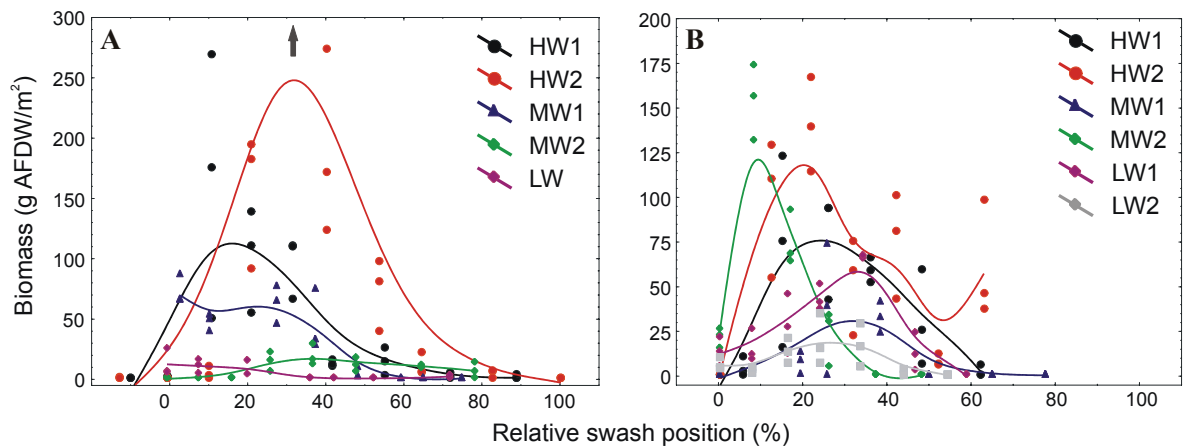 A
B
HW1
HW2
MW1
MW2
LW
HW1
HW2
MW1
MW2
LW1
LW2
Biomass (g AFDW/m²)
300
250
200
150
100
50
0
200
175
150
125
100
75
50
25
0
0 20 40 60 80 100
0 20 40 60 80 100
Relative swash position (%)